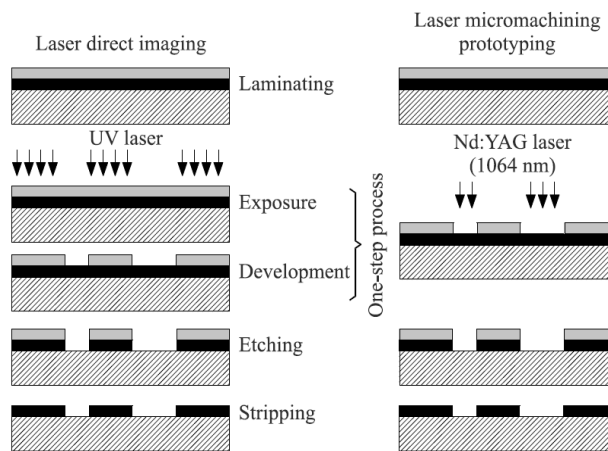 Laser direct imaging
Laser micromachining
prototyping
Laminating
UV laser
Nd:YAG laser
(1064 nm)
Exposure
Development
One-step process
Etching
Stripping